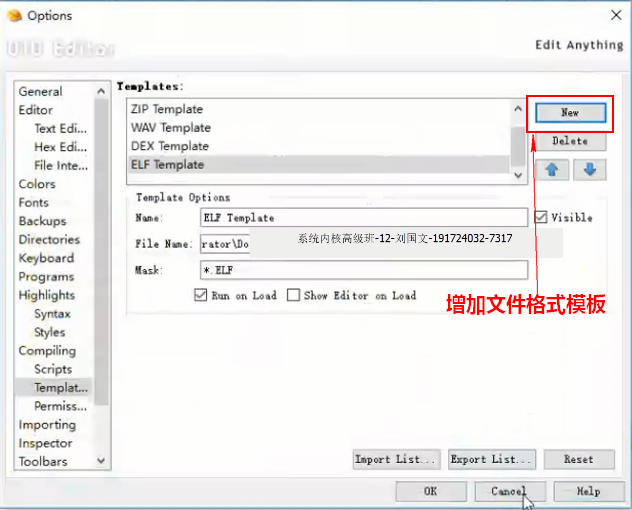 Options
010 Editor
Edit Anything
General
Editor
Text Edi...
Hex Edi...
File Inte...
Colors
Fonts
Backups
Directories
Keyboard
Programs
Highlights
Syntax
Styles
Compiling
Scripts
Templat...
Permiss...
Importing
Inspector
Toolbars
Templates:
ZIP Template
WAV Template
DEX Template
ELF Template
New
Delete
Template Options
Name: ELF Template
Visible
File Name: rator\Do
系统内核高级班-12-刘国文-191724032-7317
Mask: *.ELF
Run on Load Show Editor on Load
增加文件格式模板
Import List... Export List... Reset
OK Cancel Help